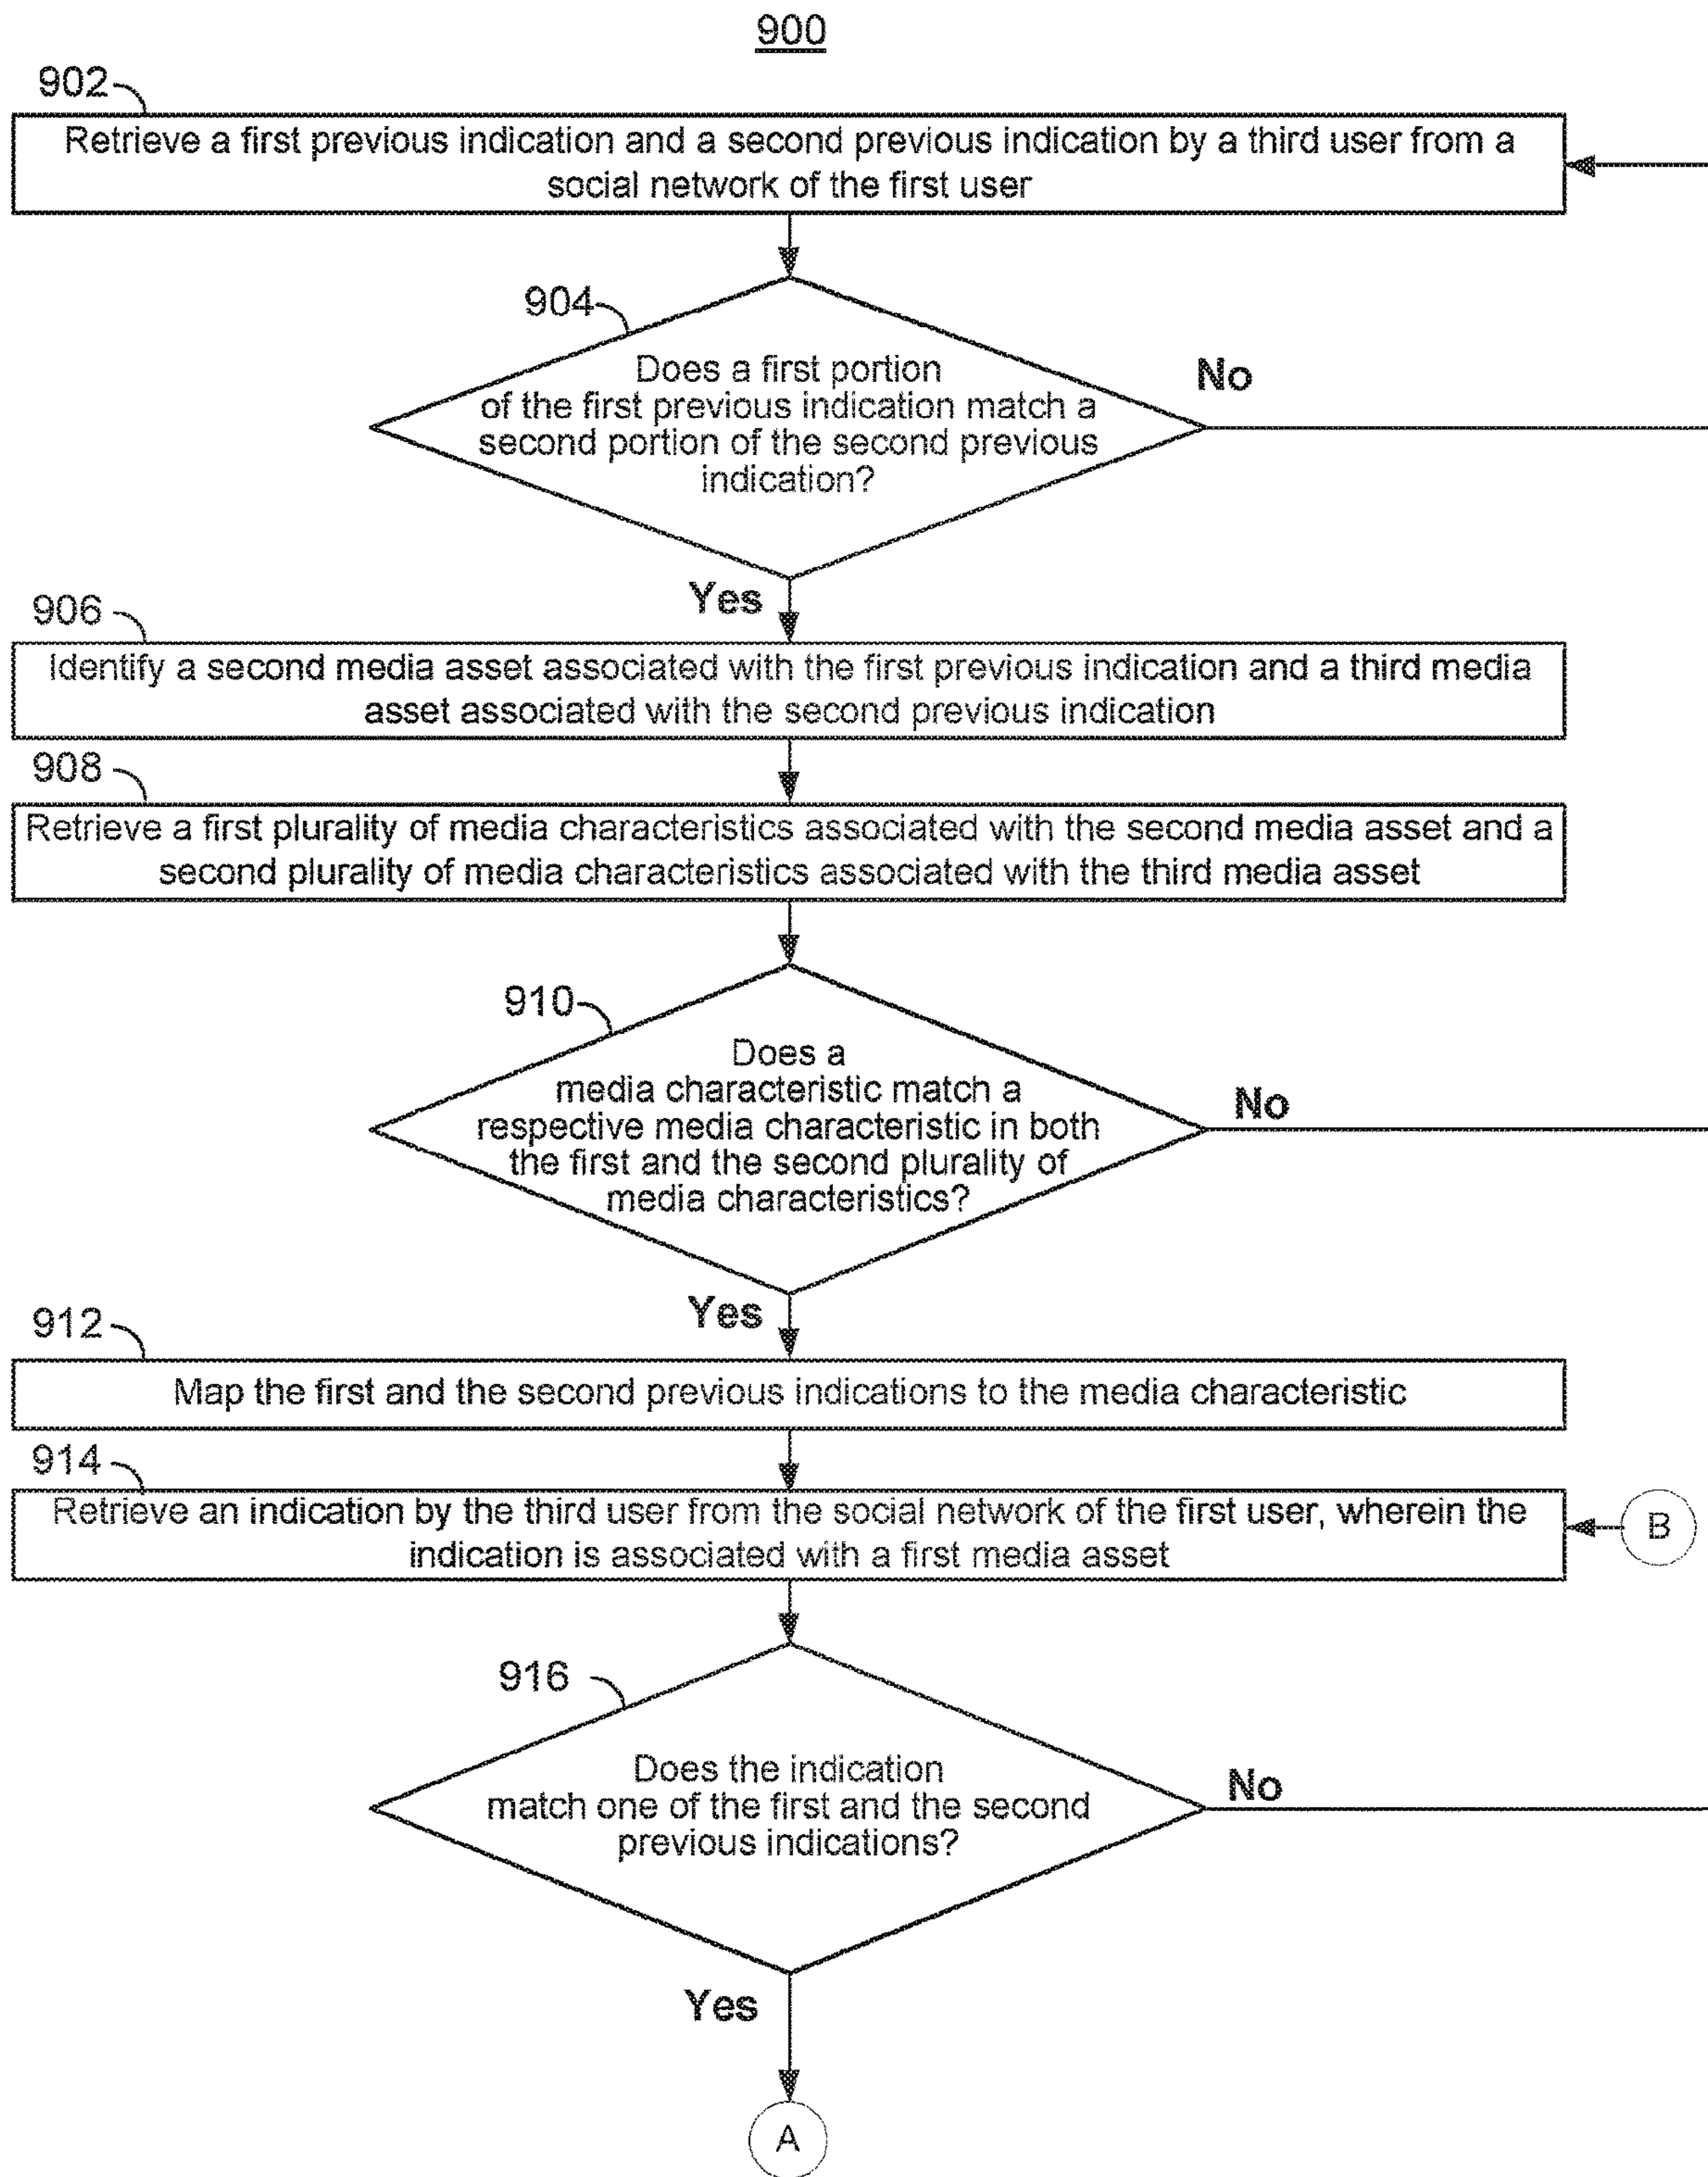 900
902
Retrieve a first previous indication and a second previous indication by a third user from a
social network of the first user
904
Does a first portion
of the first previous indication match a
second portion of the second previous
indication?
No
Yes
906
Identify a second media asset associated with the first previous indication and a third media
asset associated with the second previous indication
908
Retrieve a first plurality of media characteristics associated with the second media asset and a
second plurality of media characteristics associated with the third media asset
910
Does a
media characteristic match a
respective media characteristic in both
the first and the second plurality of
media characteristics?
No
Yes
912
Map the first and the second previous indications to the media characteristic
914
Retrieve an indication by the third user from the social network of the first user, wherein the
indication is associated with a first media asset
B
916
Does the indication
match one of the first and the second
previous indications?
No
Yes
A